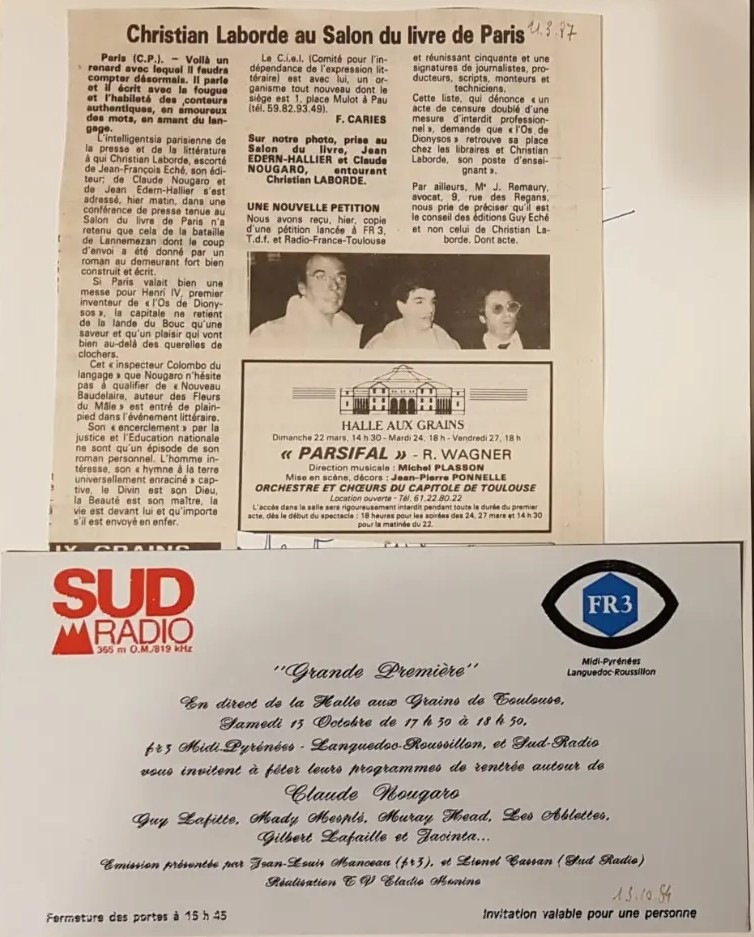 Christian Laborde au Salon du livre de Paris
11.3.87
Paris (C.P.). — Voilà un
renard avec lequel il faudra
compter désormais. Il parle
et il écrit avec la fougue
et l'habileté des conteurs
authentiques, en amoureux
des mots, en amant du lan-
gage.
L'intelligentsia parisienne de
la presse et de la littérature
à qui Christian Laborde, escorté
de Jean-François Eché, son édi-
teur; de Claude Nougaro et
de Jean Edern-Hallier s'est
adressé, hier matin, dans une
conférence de presse tenue au
Salon du livre de Paris n'a
retenu que cela de la bataille
de Lannemezan dont le coup
d'envoi a été donné par un
roman au demeurant fort bien
construit et écrit.
Si Paris valait bien une
messe pour Henri IV, premier
inventeur de « l'Os de Diony-
sos », la capitale ne retient
de la lande du Bouc qu'une
saveur et qu'un plaisir qui vont
bien au-delà des querelles de
clochers.
Cet « inspecteur Colombo du
langage » que Nougaro n'hésite
pas à qualifier de « Nouveau
Baudelaire, auteur des Fleurs
du Mâle » est entré de plain-
pied dans l'événement littéraire.
Son « encerclement » par la
justice et l'Education nationale
ne sont qu'un épisode de son
roman personnel. L'homme in-
téresse, son « hymne à la terre
universellement enraciné » cap-
tive, le Divin est son Dieu,
la Beauté est son maître, la
vie est devant lui et qu'importe
s'il est envoyé en enfer.
Le C.i.e.l. (Comité pour l'in-
dépendance de l'expression lit-
téraire) est avec lui, un or-
ganisme tout nouveau dont le
siège est 1, place Mulot à Pau
(tél. 59.82.93.49).
F. CARIES
Sur notre photo, prise au
Salon du livre, Jean
EDERN-HALLIER et Claude
NOUGARO, entourant
Christian LABORDE.
UNE NOUVELLE PETITION
Nous avons reçu, hier, copie
d'une pétition lancée à FR 3,
T.d.f. et Radio-France-Toulouse
et réunissant cinquante et une
signatures de journalistes, pro-
ducteurs, scripts, monteurs et
techniciens.
Cette liste, qui dénonce « un
acte de censure doublé d'une
mesure d'interdit profession-
nel », demande que « l'Os de
Dionysos » retrouve sa place
chez les libraires et Christian
Laborde, son poste d'ensei-
gnant ».
Par ailleurs, Me J. Remaury,
avocat, 9, rue des Regans,
nous prie de préciser qu'il est
le conseil des éditions Guy Eché
et non celui de Christian La-
borde. Dont acte.
HALLE AUX GRAINS
Dimanche 22 mars, 14 h 30 - Mardi 24, 18 h - Vendredi 27, 18 h
« PARSIFAL » - R. WAGNER
Direction musicale : Michel PLASSON
Mise en scène, décors : Jean-Pierre PONNELLE
ORCHESTRE ET CHŒURS DU CAPITOLE DE TOULOUSE
Location ouverte - Tél. 61.22.80.22
L'accès dans la salle sera rigoureusement interdit pendant toute la durée du premier
acte, dès le début du spectacle : 18 heures pour les soirées des 24, 27 mars et 14 h 30
pour la matinée du 22.
SUD
RADIO
365 m O.M./819 kHz
FR3
Midi-Pyrénées
Languedoc-Roussillon
"Grande Première"
En direct de la Halle aux Grains de Toulouse,
Samedi 13 Octobre de 17 h 30 à 18 h 30,
fr3 Midi-Pyrénées - Languedoc-Roussillon, et Sud-Radio
vous invitent à fêter leurs programmes de rentrée autour de
Claude Nougaro
Guy Lafitte, Mady Mesplé, Muray Head, Les Ablettes,
Gilbert Lafaille et Jacinta...
Emission présentée par Jean-Louis Manceau (fr3), et Lionel Cassan (Sud Radio)
Réalisation T V Eladio
13.10.84
Fermeture des portes à 15 h 45
Invitation valable pour une personne